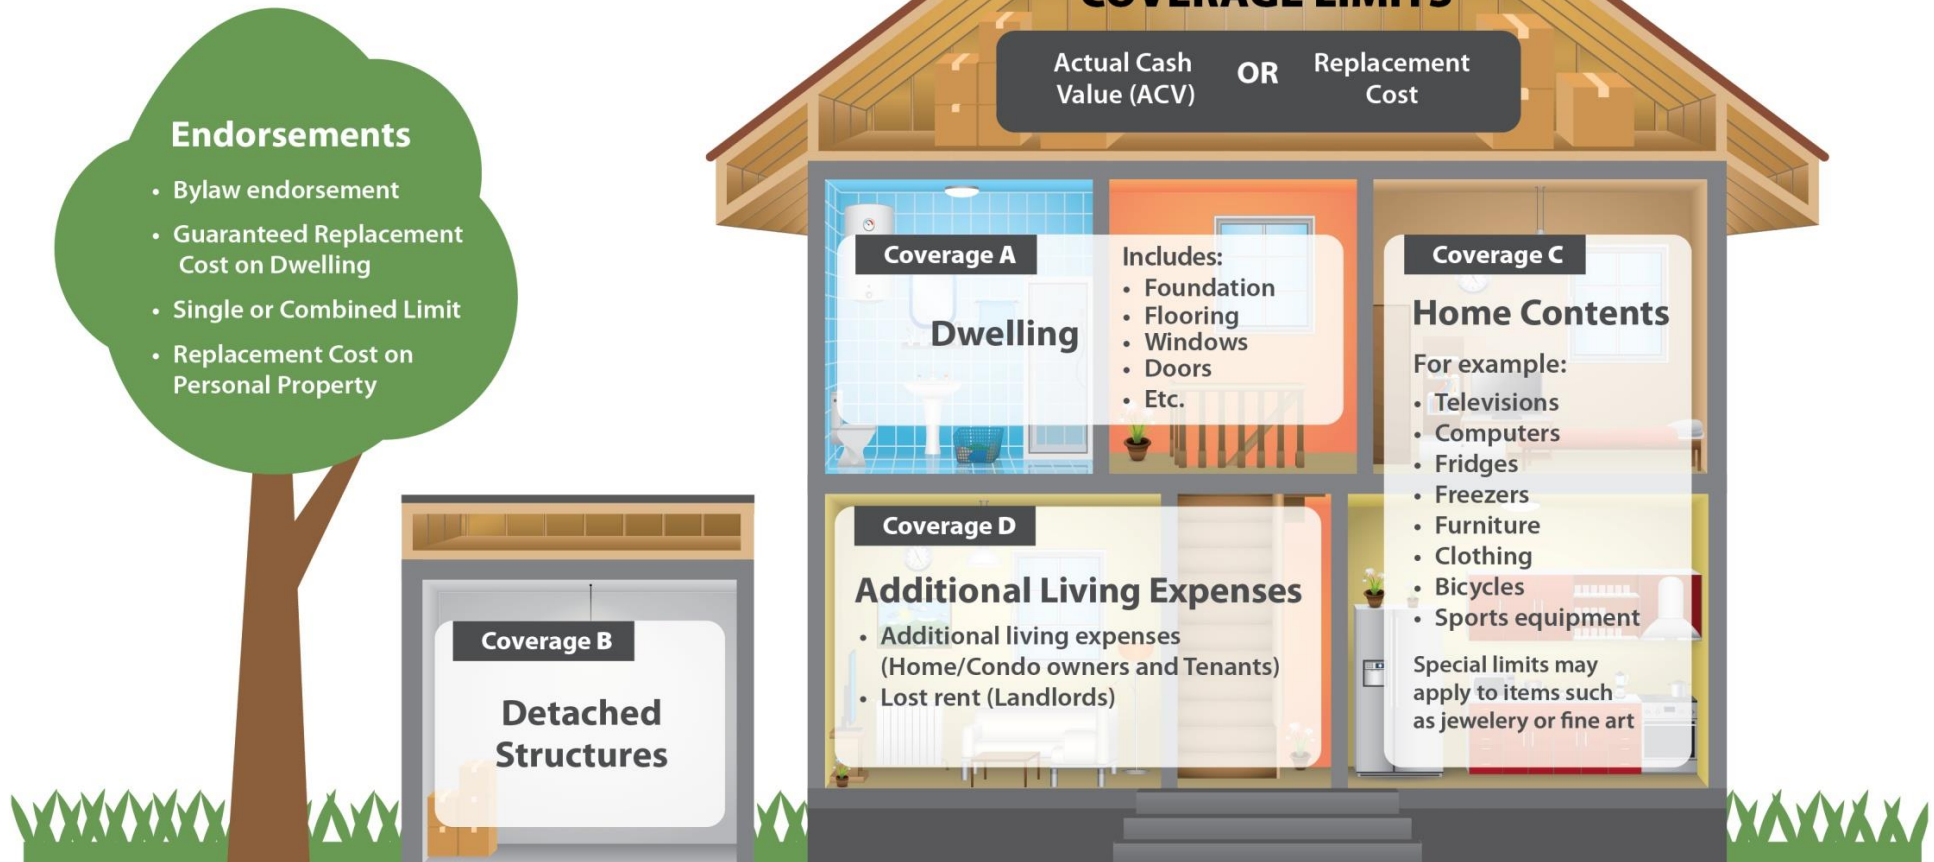 COVERAGE LIMITS
Actual Cash
Value (ACV)
OR
Replacement
Cost
Endorsements
• Bylaw endorsement
• Guaranteed Replacement
Cost on Dwelling
• Single or Combined Limit
• Replacement Cost on
Personal Property
Coverage A
Dwelling
Includes:
• Foundation
• Flooring
• Windows
• Doors
• Etc.
Coverage C
Home Contents
For example:
• Televisions
• Computers
• Fridges
• Freezers
• Furniture
• Clothing
• Bicycles
• Sports equipment
Special limits may
apply to items such
as jewelery or fine art
Coverage D
Additional Living Expenses
• Additional living expenses
(Home/Condo owners and Tenants)
• Lost rent (Landlords)
Coverage B
Detached
Structures